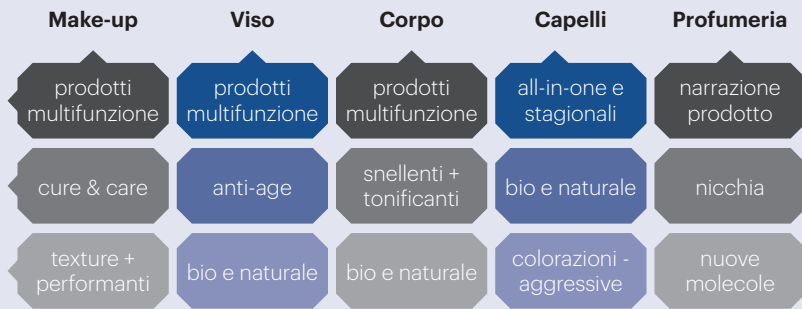 Make-up
Viso
Corpo
Capelli
Profumeria
prodotti
multifunzione
prodotti
multifunzione
prodotti
multifunzione
all-in-one e
stagionali
narrazione
prodotto
cure & care
anti-age
snellenti +
tonificanti
bio e naturale
nicchia
texture +
performanti
bio e naturale
bio e naturale
colorazioni -
aggressive
nuove
molecole